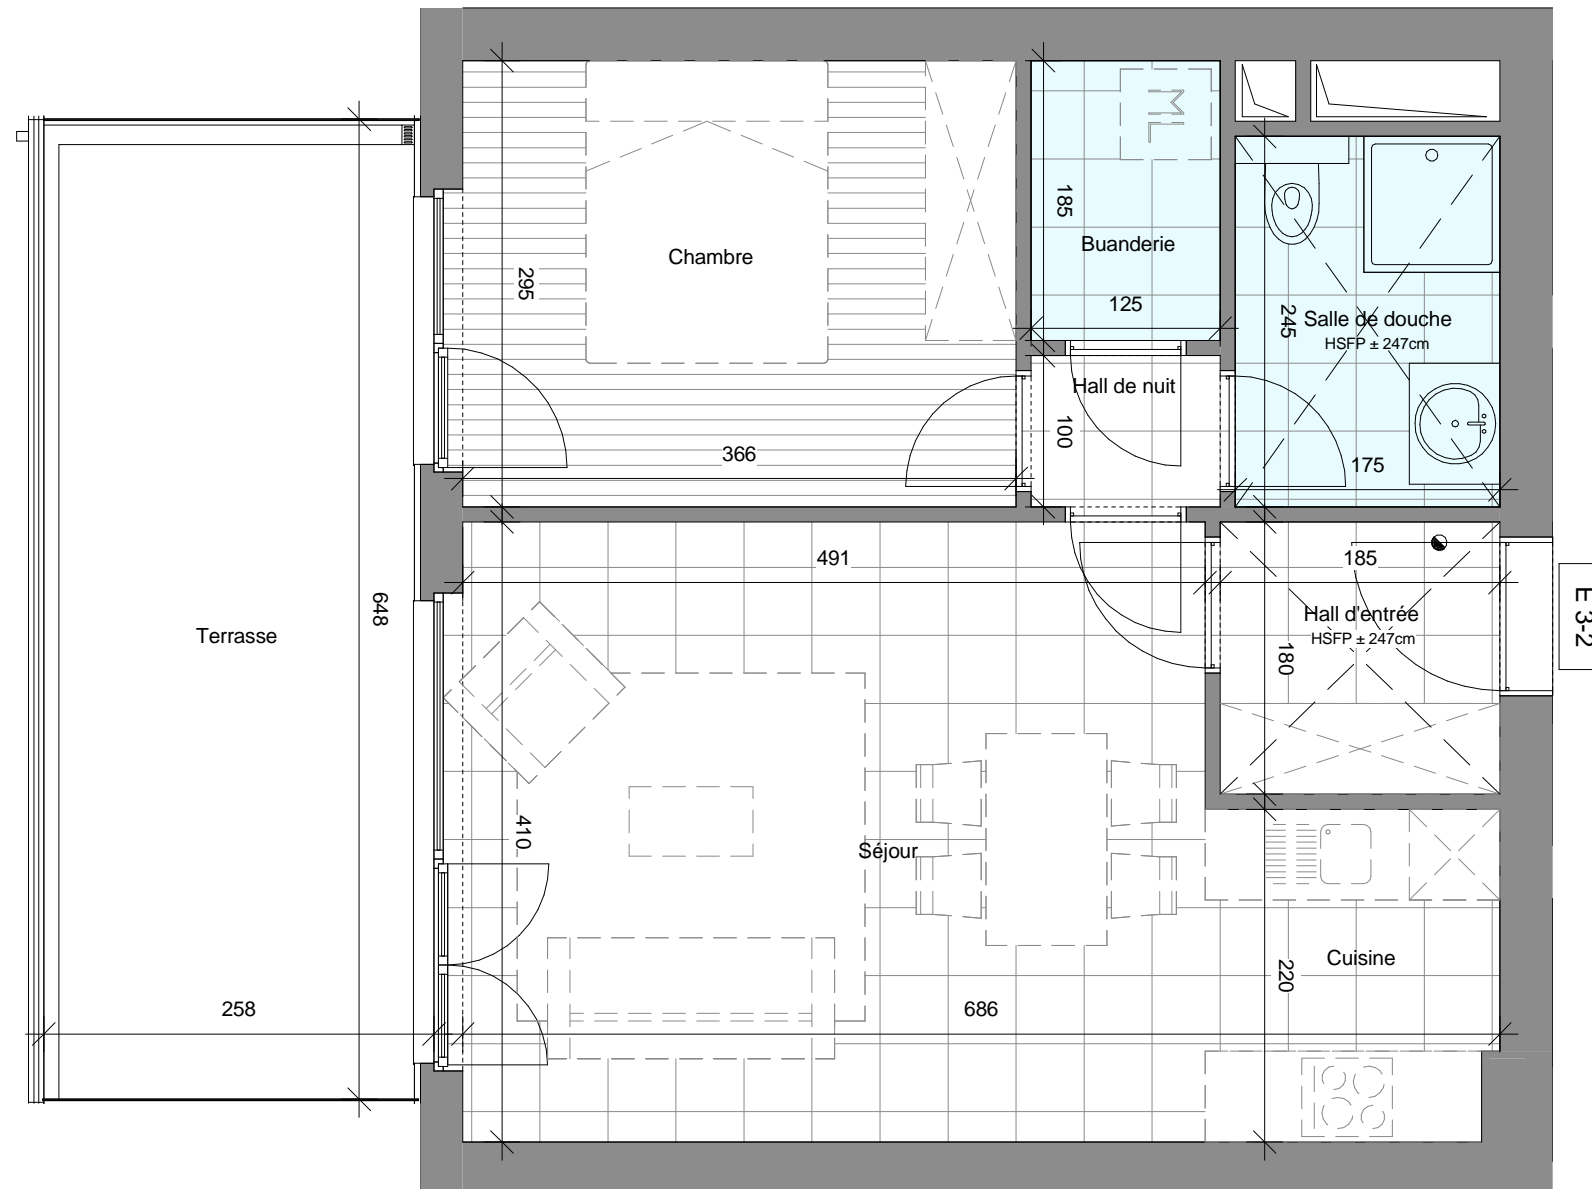 ML
185
Chambre
Buanderie
295
125
245
Salle de douche
HSFP ± 247cm
Hall de nuit
100
366
175
491
185
E 3-2
648
Hall d'entrée
HSFP ± 247cm
Terrasse
180
410
Séjour
Cuisine
220
258
686